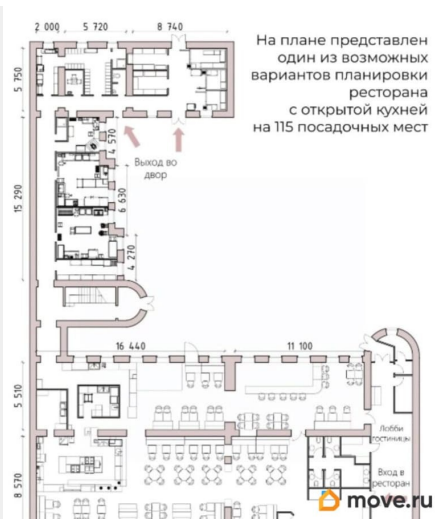 2 000 5 720 8 740
На плане представлен
один из возможных
вариантов планировки
ресторана
с открытой кухней
на 115 посадочных мест
5 750
4 570
Выход во
двор
15 290
6 630
4 270
16 440 11 100
5 510
Лобби
гостиницы
8 570
Вход в
ресторан
move.ru